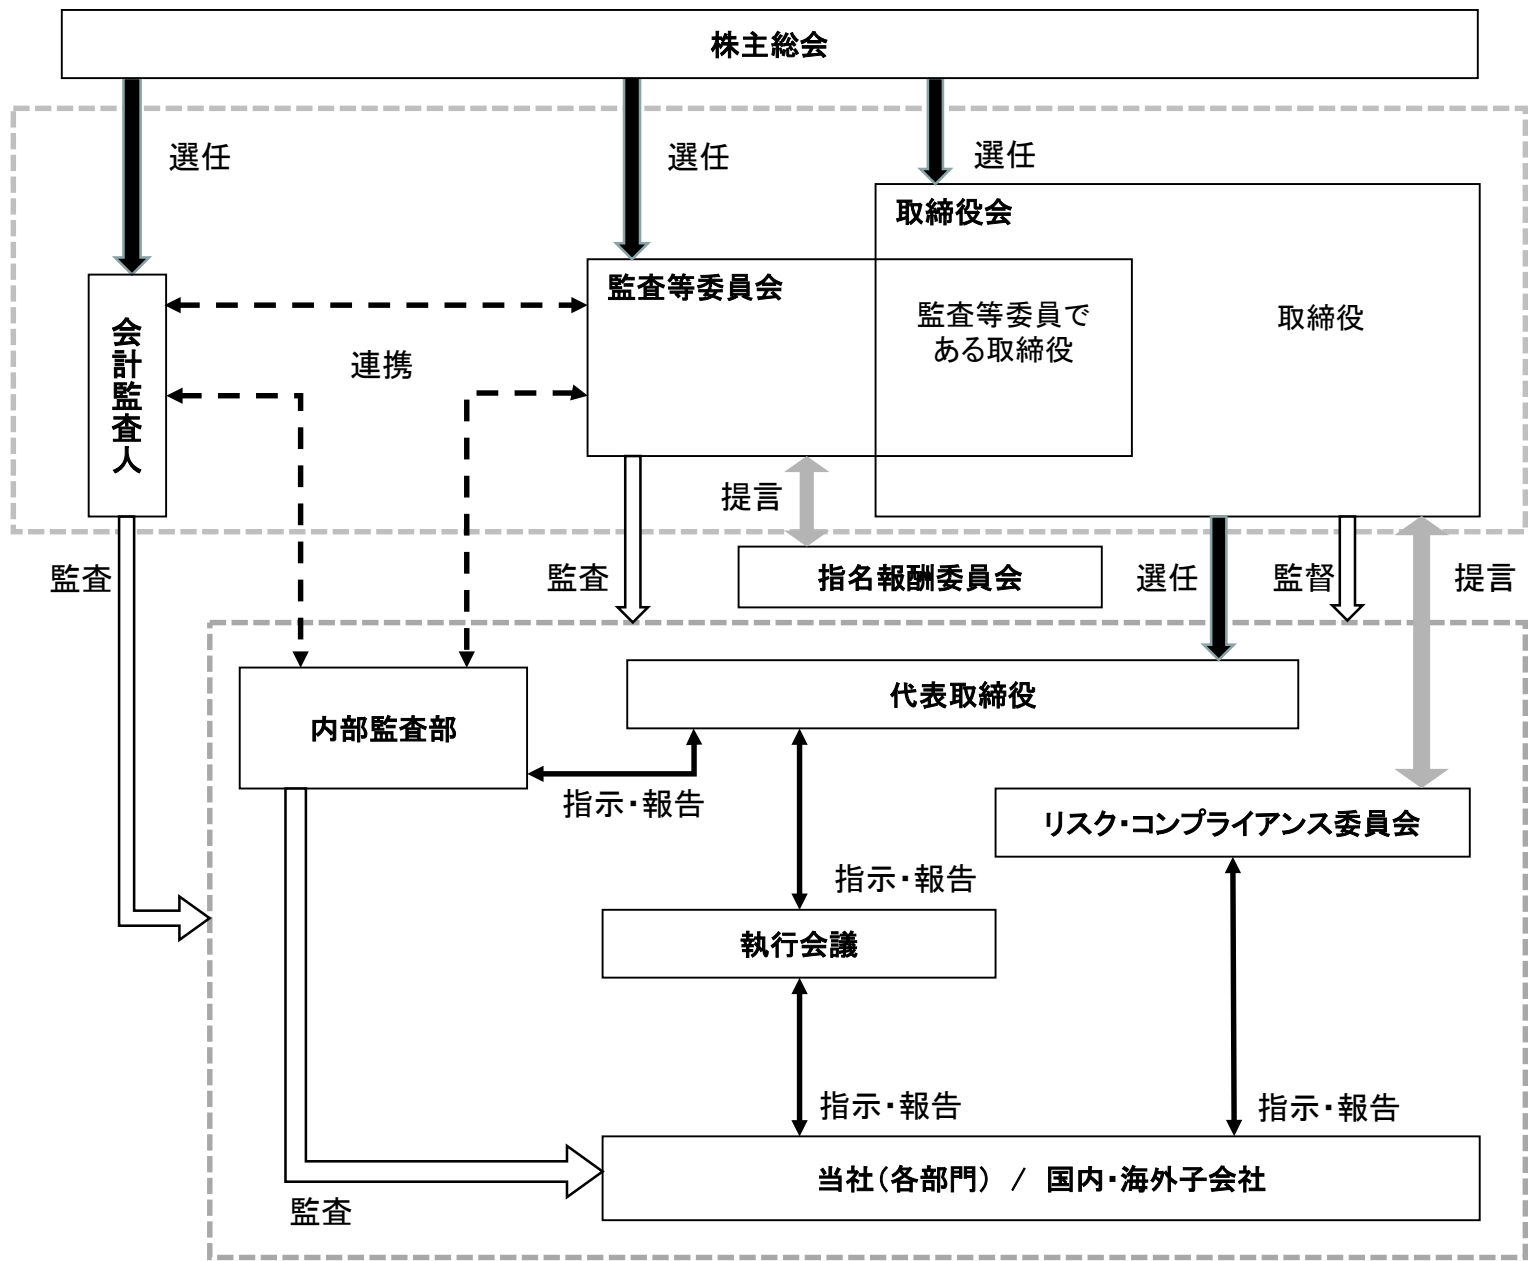 株主総会
選任
選任
選任
取締役会
監査等委員会
監査等委員で
ある取締役
取締役
会計監査人
連携
提言
監査
監査
指名報酬委員会
選任
監督
提言
代表取締役
内部監査部
指示・報告
リスク・コンプライアンス委員会
指示・報告
執行会議
指示・報告
指示・報告
当社(各部門) / 国内・海外子会社
監査